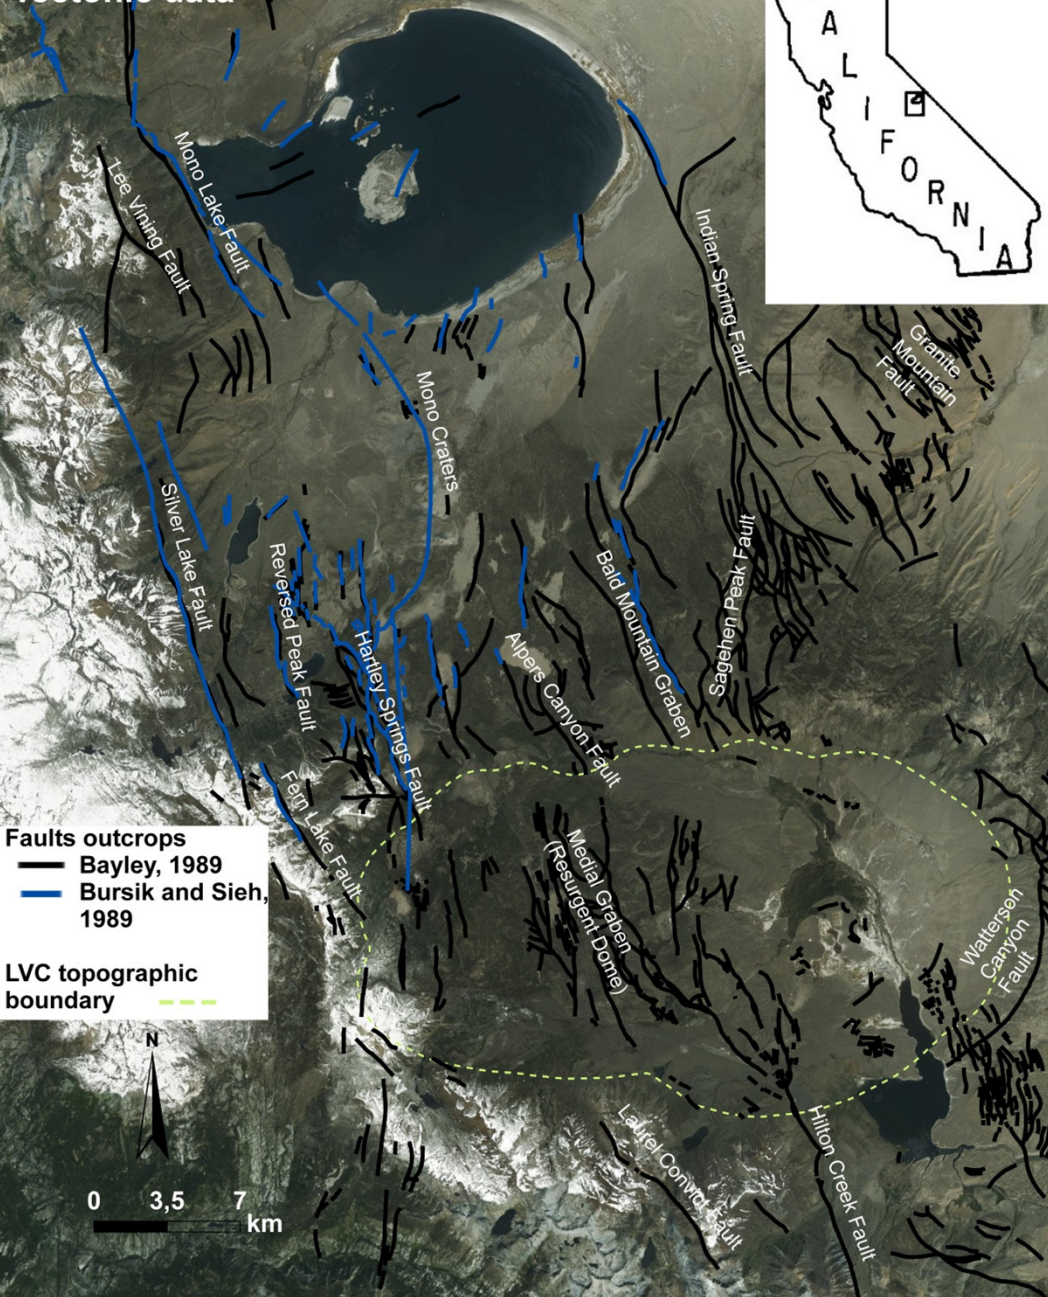 Tectonic data
C
A
L
I
F
O
R
N
I
A
Lee Vining Fault
Mono Lake Fault
Indian Spring Fault
Granite
Mountain
Fault
Mono Craters
Silver Lake Fault
Reversed Peak Fault
Hartley Springs Fault
Alpers Canyon Fault
Bald Mountain Graben
Sagehen Peak Fault
Fern Lake Fault
Medial Graben
(Resurgent Dome)
Watterson
Canyon
Fault
Laurel Convict Fault
Hilton Creek Fault
Faults outcrops
Bayley, 1989
Bursik and Sieh,
1989
LVC topographic
boundary
N
0 3,5 7
km